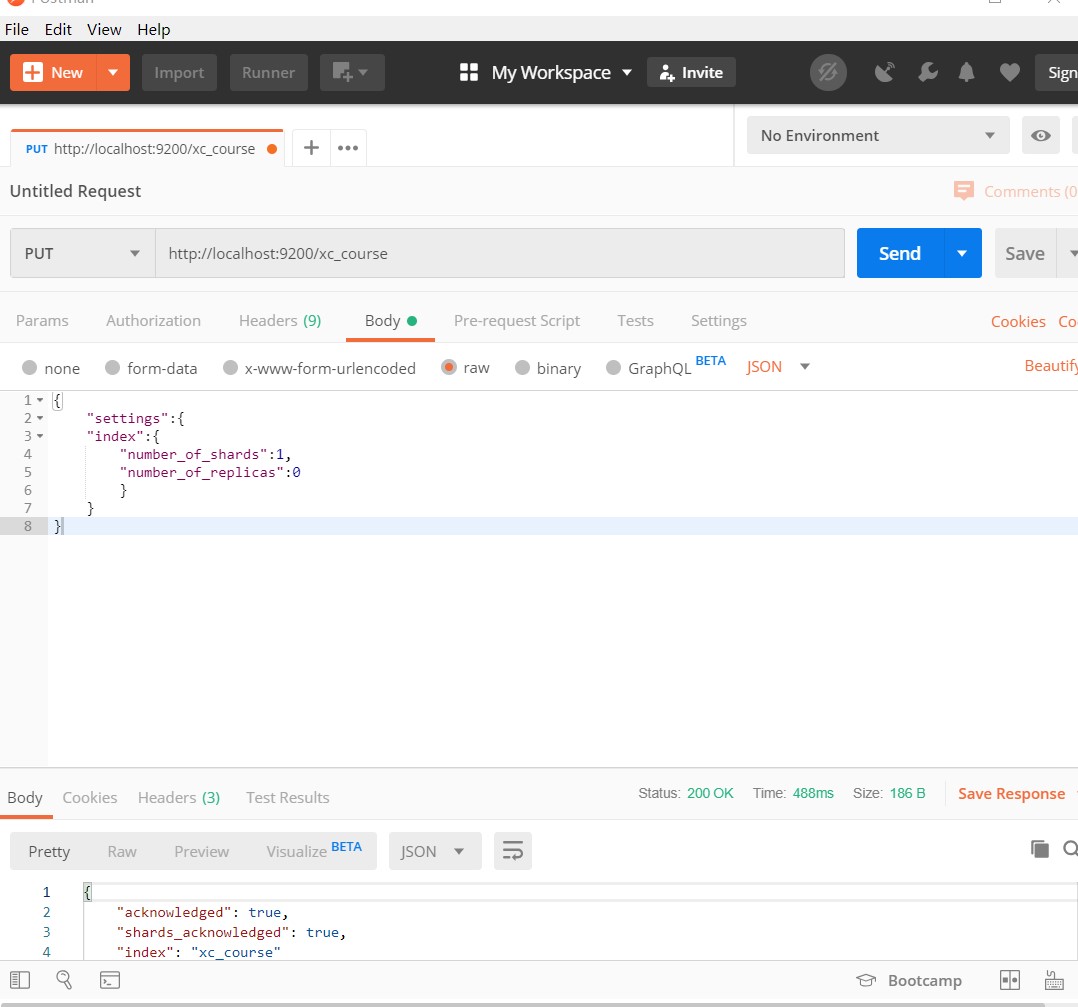 Postman
File Edit View Help
New Import Runner My Workspace Invite Sign
PUT http://localhost:9200/xc_course No Environment
Untitled Request Comments (0
PUT http://localhost:9200/xc_course Send Save
Params Authorization Headers (9) Body Pre-request Script Tests Settings Cookies Co
none form-data x-www-form-urlencoded raw binary GraphQL BETA JSON Beautify
1 {
2 "settings":{
3 "index":{
4 "number_of_shards":1,
5 "number_of_replicas":0
6 }
7 }
8 }
Body Cookies Headers (3) Test Results Status: 200 OK Time: 488ms Size: 186 B Save Response
Pretty Raw Preview Visualize BETA JSON
1 {
2 "acknowledged": true,
3 "shards_acknowledged": true,
4 "index": "xc_course"
Bootcamp